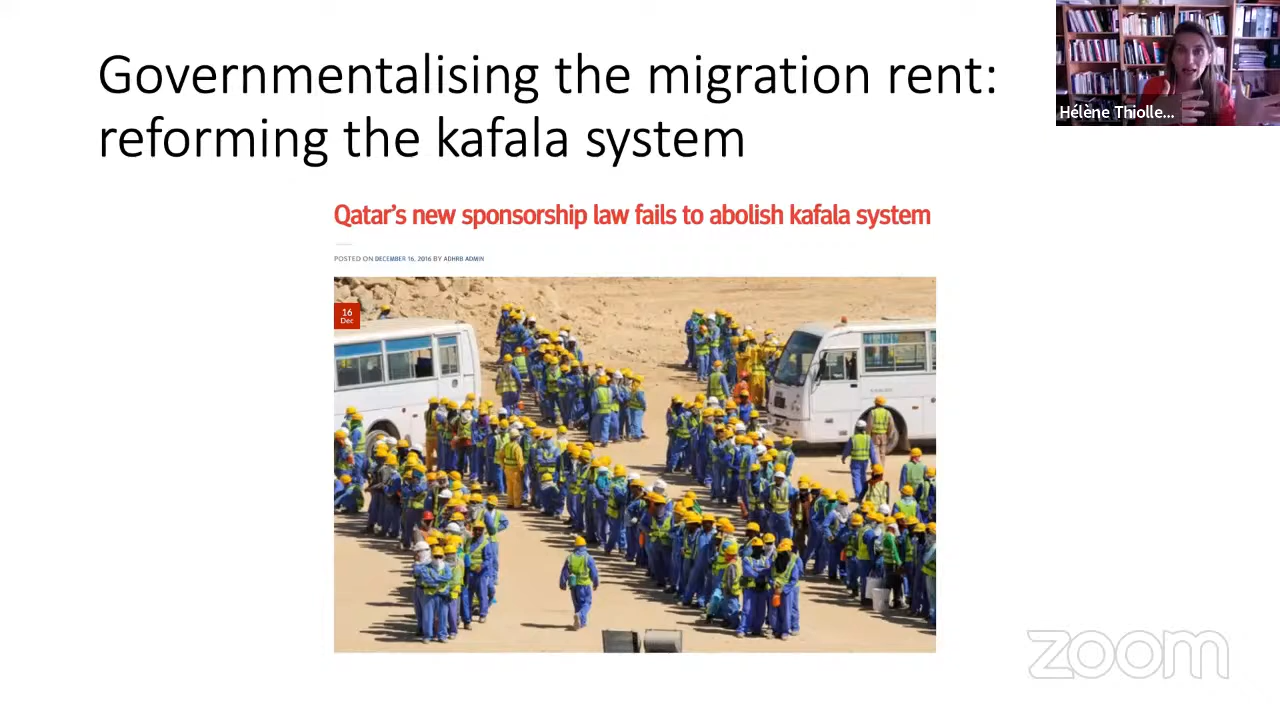 Governmentalising the migration rent:
reforming the kafala system
Hélène Thiolle...
Qatar's new sponsorship law fails to abolish kafala system
POSTED ON DECEMBER 16, 2016 BY ADHRB ADMIN
16
Dec
zoom